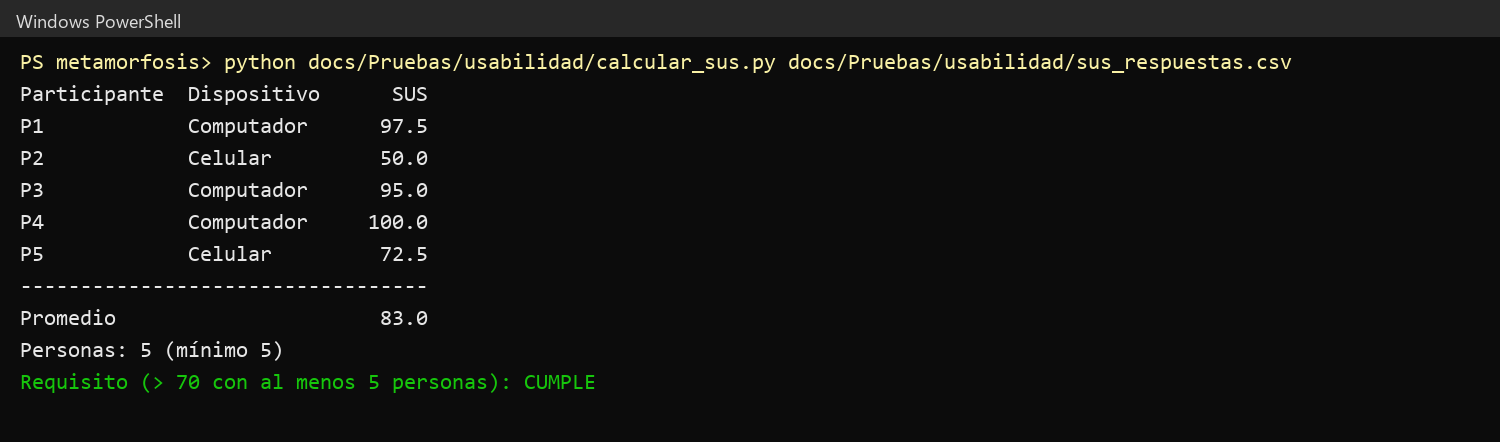 Windows PowerShell
PS metamorfosis> python docs/Pruebas/usabilidad/calcular_sus.py docs/Pruebas/usabilidad/sus_respuestas.csv
Participante  Dispositivo      SUS
P1            Computador      97.5
P2            Celular         50.0
P3            Computador      95.0
P4            Computador     100.0
P5            Celular         72.5
----------------------------------
Promedio                      83.0
Personas: 5 (mínimo 5)
Requisito (> 70 con al menos 5 personas): CUMPLE